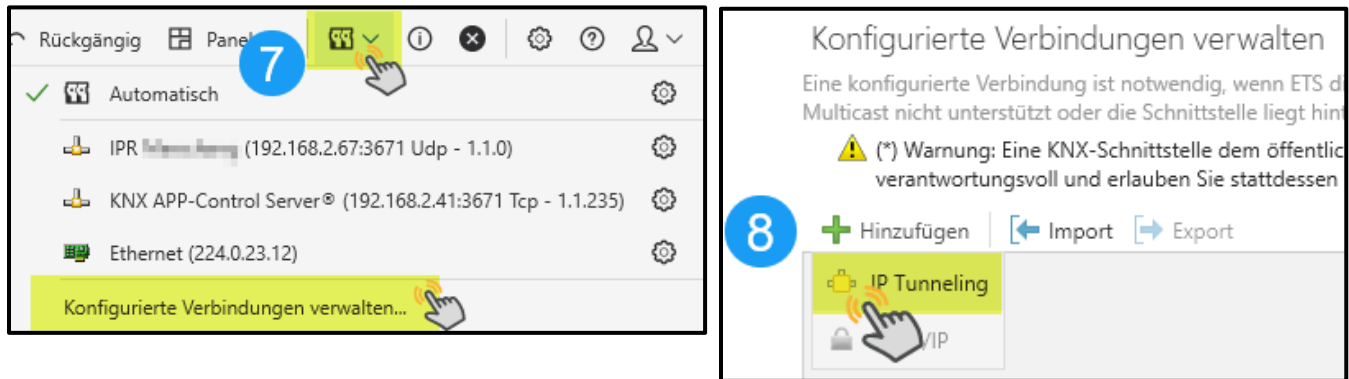 Rückgängig
Panel
7
Automatisch
IPR (192.168.2.67:3671 Udp - 1.1.0)
KNX APP-Control Server® (192.168.2.41:3671 Tcp - 1.1.235)
Ethernet (224.0.23.12)
Konfigurierte Verbindungen verwalten...
Konfigurierte Verbindungen verwalten
Eine konfigurierte Verbindung ist notwendig, wenn ETS
Multicast nicht unterstützt oder die Schnittstelle liegt
(*) Warnung: Eine KNX-Schnittstelle dem
verantwortungsvoll und erlauben Sie stattdessen
8
Hinzufügen Import Export
IP Tunneling